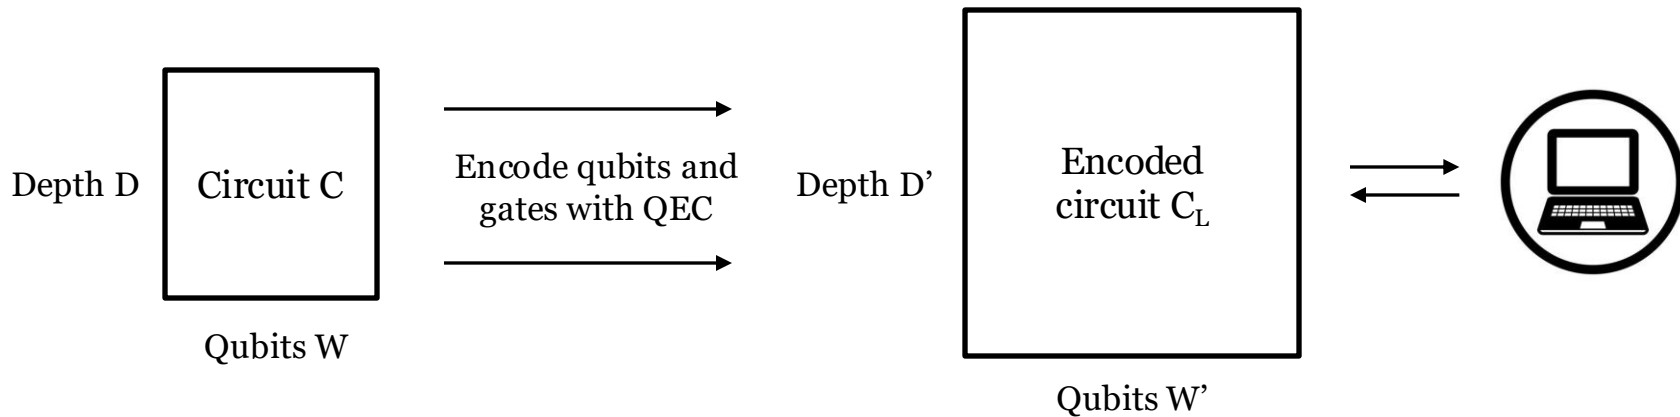 Depth D
Circuit C
Qubits W
Encode qubits and
gates with QEC
Depth D’
Encoded
circuit C_L
Qubits W’